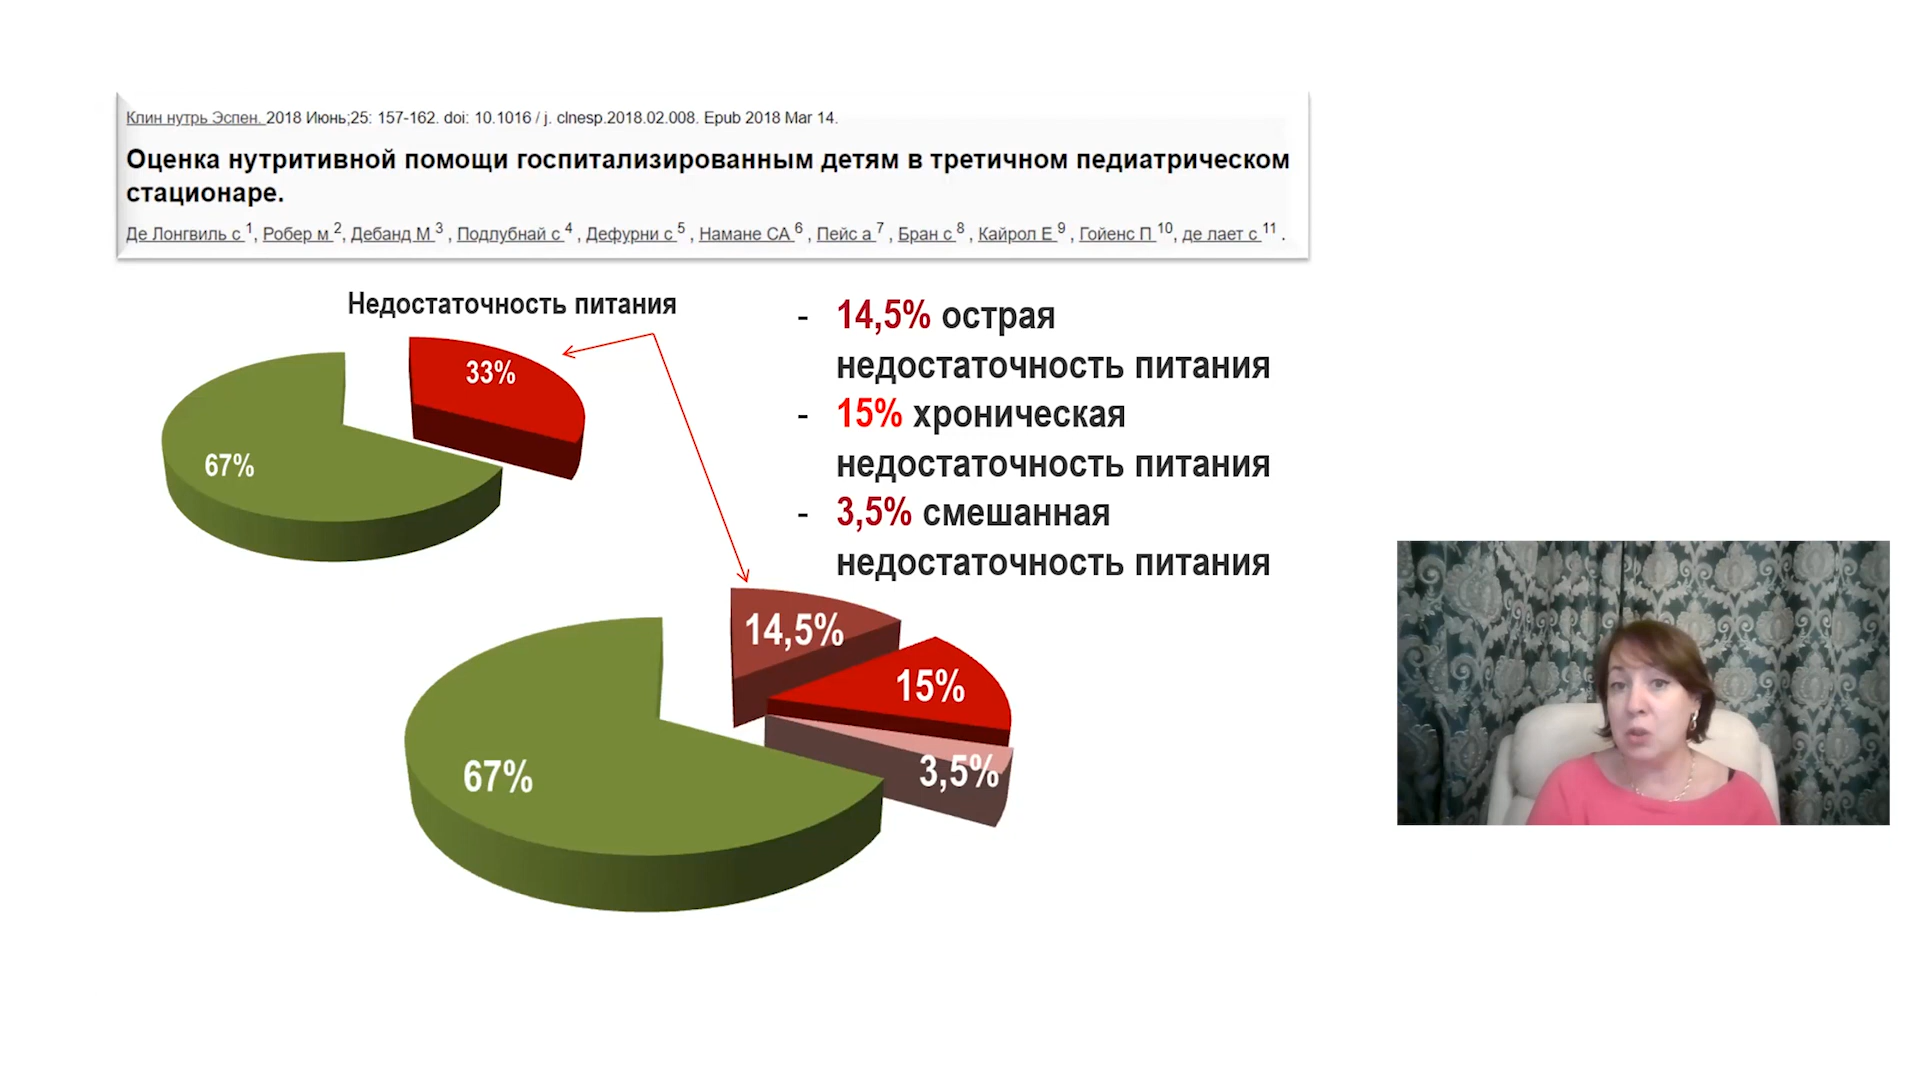 Клин нутрь Эспен. 2018 Июнь;25: 157-162. doi: 10.1016 / j. clnesp.2018.02.008. Epub 2018 Mar 14.
Оценка нутритивной помощи госпитализированным детям в третичном педиатрическом
стационаре.
Де Лонгвиль с 1, Робер м 2, Дебанд М 3 , Подлубнай с 4 , Дефурни с 5 , Намане СА 6 , Пейс а 7 , Бран с 8 , Кайрол Е 9 , Гойенс П 10, де лает с 11 .
Недостаточность питания
33%
67%
- 14,5% острая
недостаточность питания
- 15% хроническая
недостаточность питания
- 3,5% смешанная
недостаточность питания
14,5%
15%
3,5%
67%